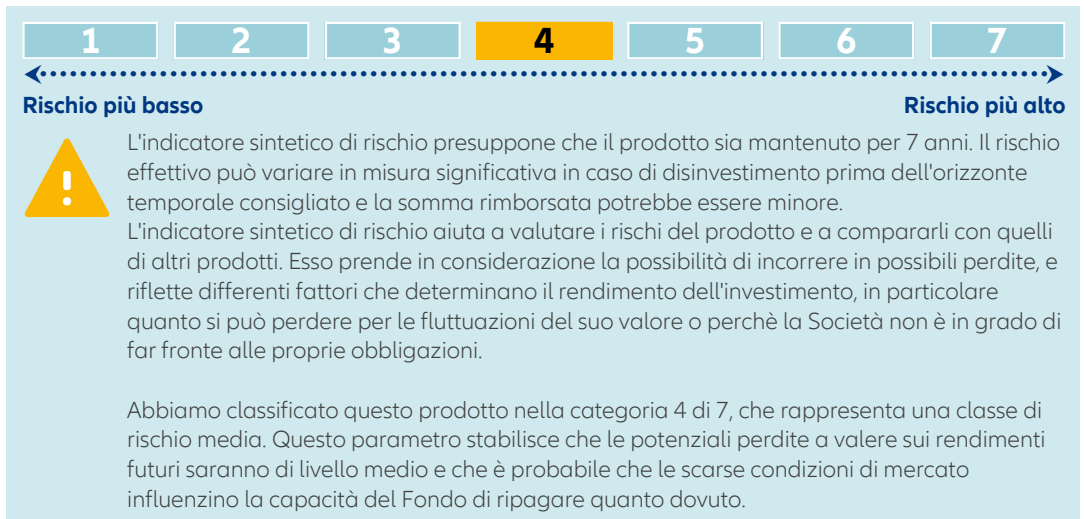 1 2 3 4 5 6 7
Rischio più basso Rischio più alto
L'indicatore sintetico di rischio presuppone che il prodotto sia mantenuto per 7 anni. Il rischio
effettivo può variare in misura significativa in caso di disinvestimento prima dell'orizzonte
temporale consigliato e la somma rimborsata potrebbe essere minore.
L'indicatore sintetico di rischio aiuta a valutare i rischi del prodotto e a compararli con quelli
di altri prodotti. Esso prende in considerazione la possibilità di incorrere in possibili perdite, e
riflette differenti fattori che determinano il rendimento dell'investimento, in particolare
quanto si può perdere per le fluttuazioni del suo valore o perchè la Società non è in grado di
far fronte alle proprie obbligazioni.
Abbiamo classificato questo prodotto nella categoria 4 di 7, che rappresenta una classe di
rischio media. Questo parametro stabilisce che le potenziali perdite a valere sui rendimenti
futuri saranno di livello medio e che è probabile che le scarse condizioni di mercato
influenzino la capacità del Fondo di ripagare quanto dovuto.